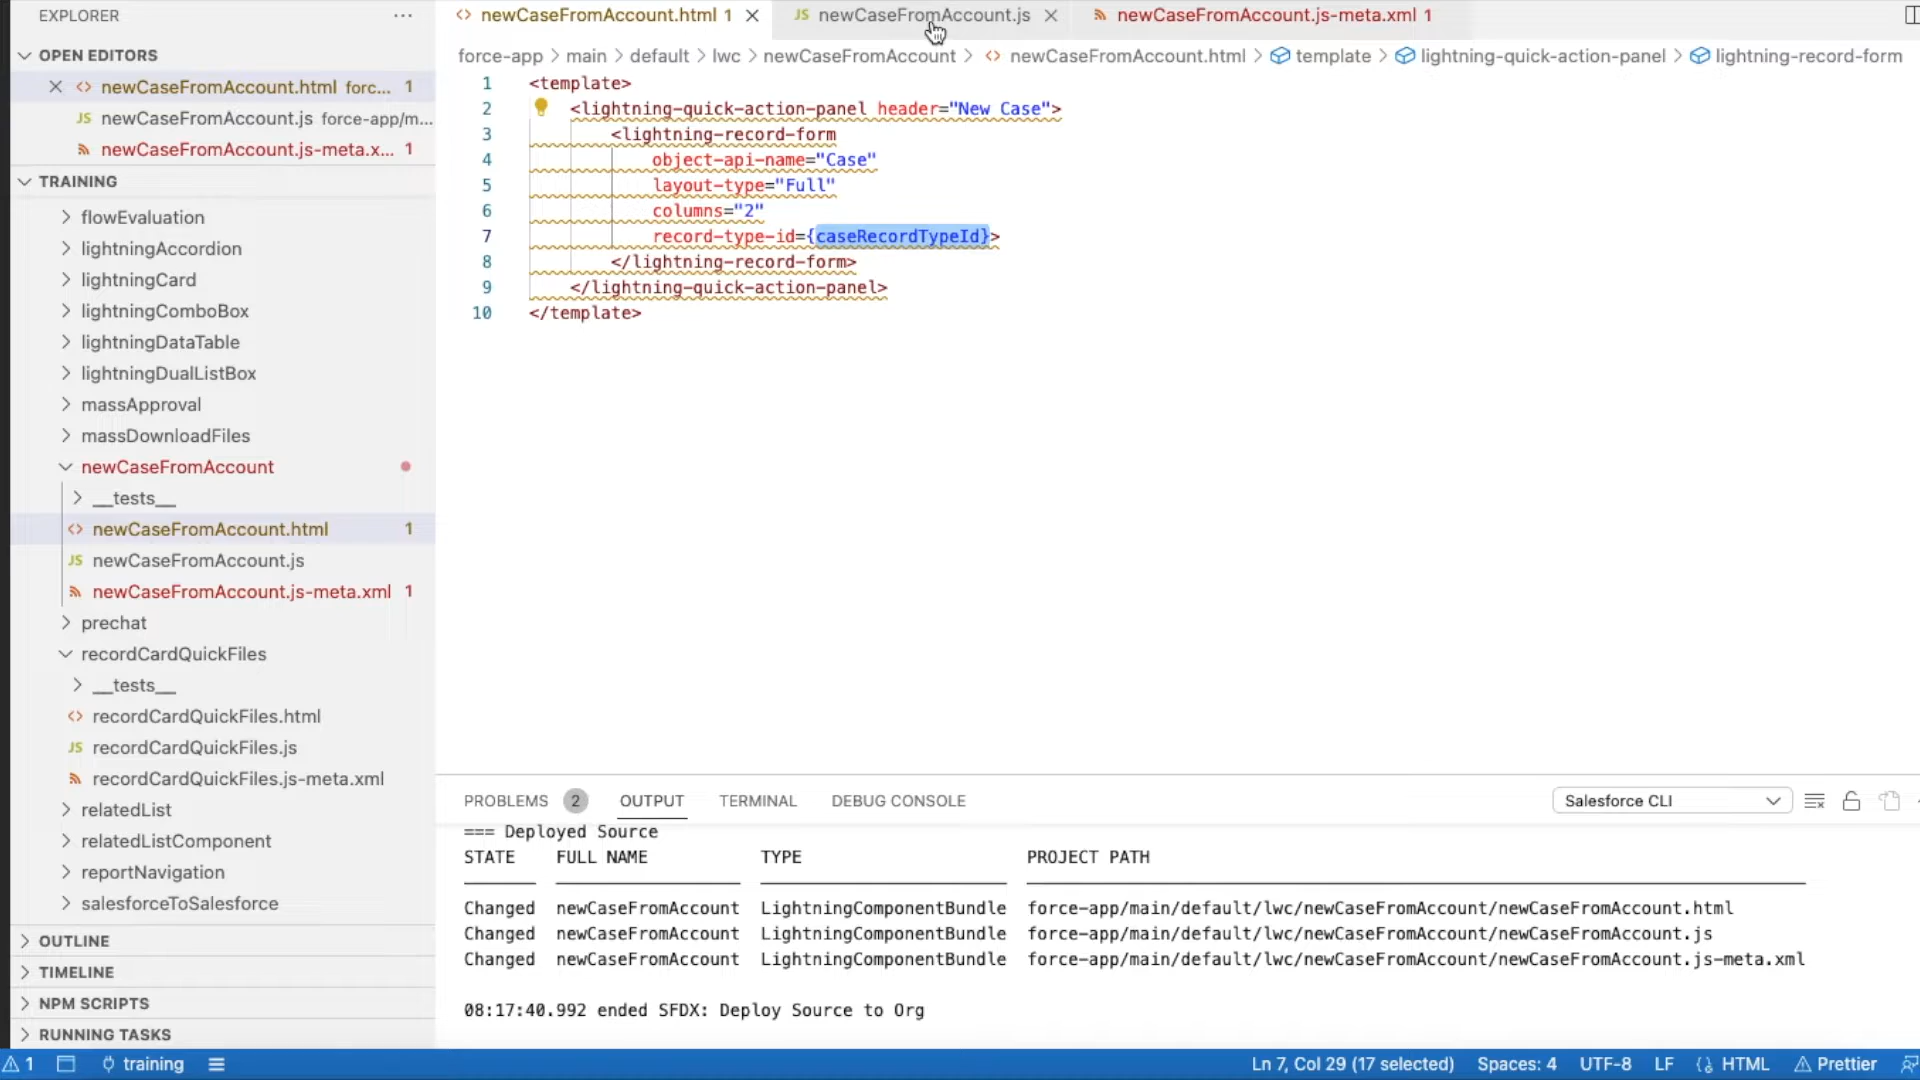 EXPLORER
OPEN EDITORS
newCaseFromAccount.html forc... 1
JS newCaseFromAccount.js force-app/m...
newCaseFromAccount.js-meta.x... 1
TRAINING
flowEvaluation
lightningAccordion
lightningCard
lightningComboBox
lightningDataTable
lightningDualListBox
massApproval
massDownloadFiles
newCaseFromAccount
__tests__
newCaseFromAccount.html 1
JS newCaseFromAccount.js
newCaseFromAccount.js-meta.xml 1
prechat
recordCardQuickFiles
__tests__
recordCardQuickFiles.html
JS recordCardQuickFiles.js
recordCardQuickFiles.js-meta.xml
relatedList
relatedListComponent
reportNavigation
salesforceToSalesforce
OUTLINE
TIMELINE
NPM SCRIPTS
RUNNING TASKS
newCaseFromAccount.html 1
JS newCaseFromAccount.js
newCaseFromAccount.js-meta.xml 1
force-app > main > default > lwc > newCaseFromAccount > newCaseFromAccount.html > template > lightning-quick-action-panel > lightning-record-form
1 <template>
2 <lightning-quick-action-panel header="New Case">
3 <lightning-record-form
4 object-api-name="Case"
5 layout-type="Full"
6 columns="2"
7 record-type-id={caseRecordTypeId}>
8 </lightning-record-form>
9 </lightning-quick-action-panel>
10 </template>
PROBLEMS 2 OUTPUT TERMINAL DEBUG CONSOLE
Salesforce CLI
=== Deployed Source
STATE FULL NAME TYPE PROJECT PATH
Changed newCaseFromAccount LightningComponentBundle force-app/main/default/lwc/newCaseFromAccount/newCaseFromAccount.html
Changed newCaseFromAccount LightningComponentBundle force-app/main/default/lwc/newCaseFromAccount/newCaseFromAccount.js
Changed newCaseFromAccount LightningComponentBundle force-app/main/default/lwc/newCaseFromAccount/newCaseFromAccount.js-meta.xml
08:17:40.992 ended SFDX: Deploy Source to Org
1 training Ln 7, Col 29 (17 selected) Spaces: 4 UTF-8 LF HTML Prettier